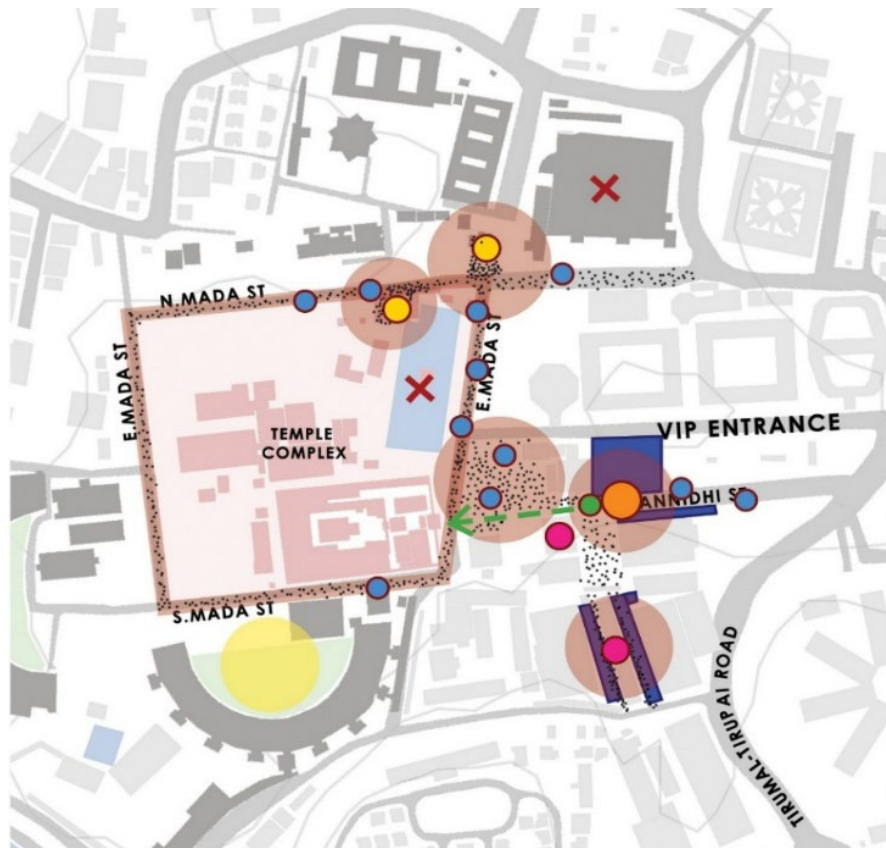 N.MADA ST
E.MADA ST
E.MADA ST
TEMPLE
COMPLEX
VIP ENTRANCE
ANNIDHI ST
S.MADA ST
TIRUMAL-TIRUPAI ROAD